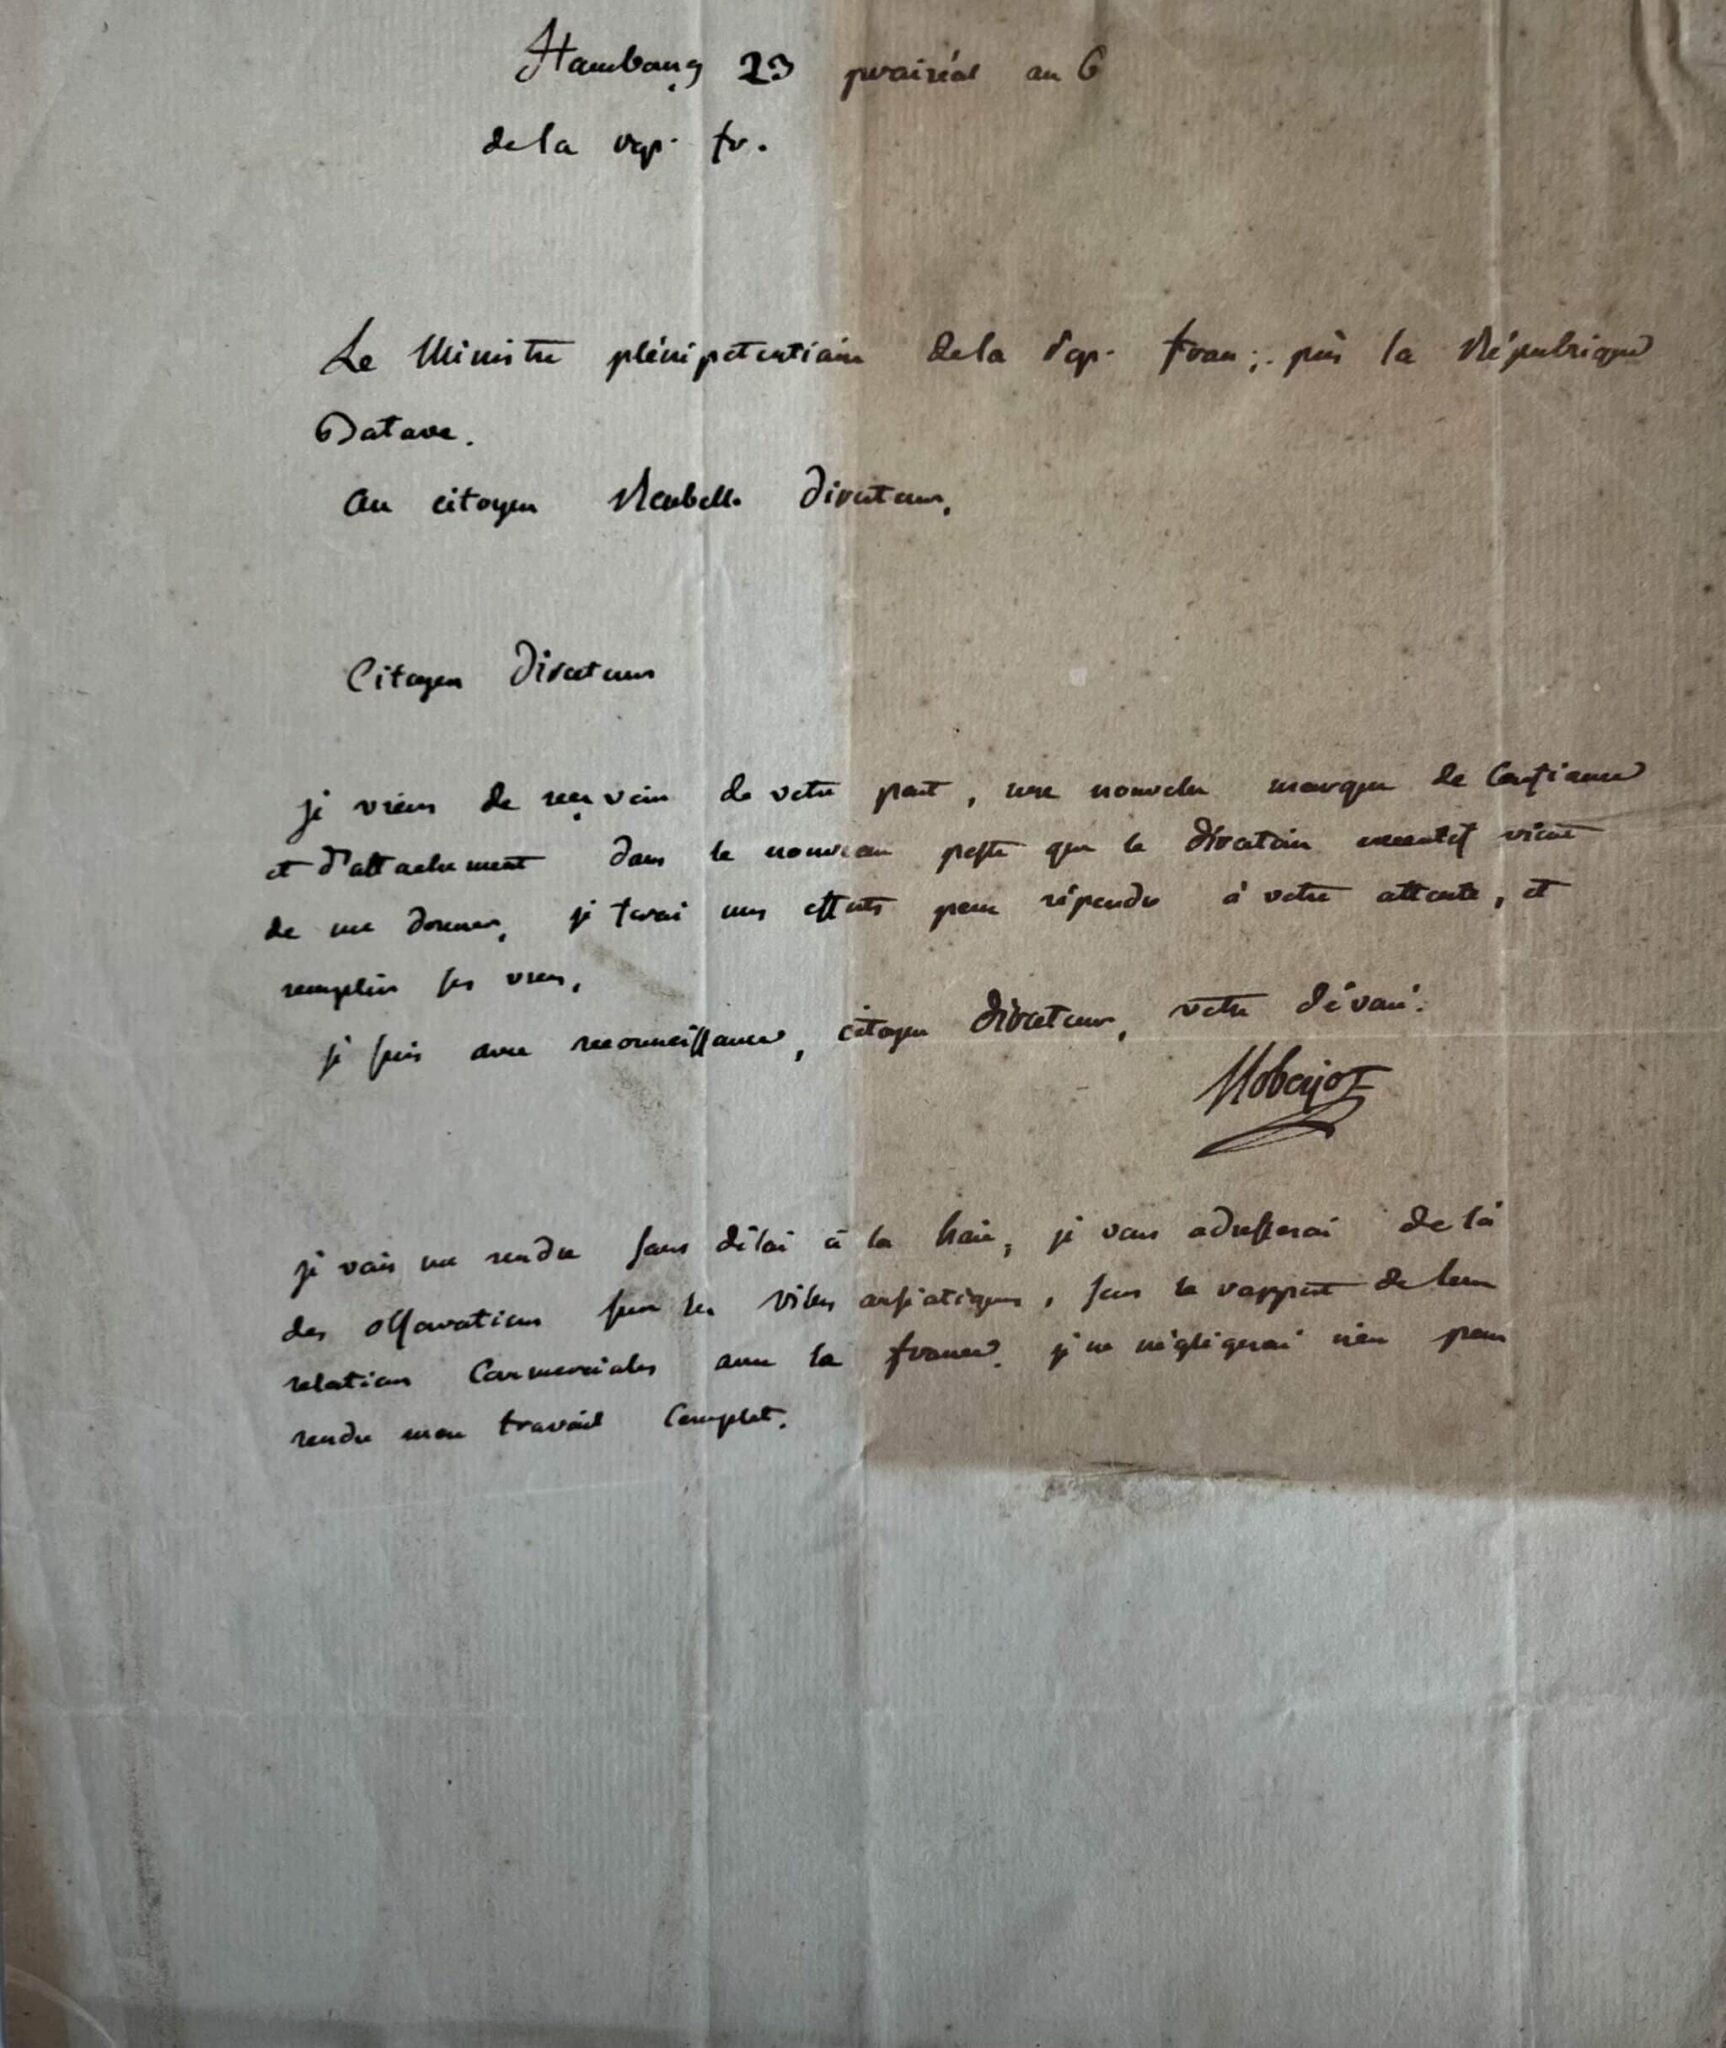 Hambourg 23 prairéal an 6
de la rep. fr.
Le Ministre plénipotentiaire de la rep. fran: près la République
Batave.
au citoyen Reubell Directeur,
Citoyen Directeur
je viens de recevoir de votre part, une nouvelle marque de confiance
et d'attachement dans le nouveau poste que le directoire executif vient
de me donner, je ferai mes efforts pour répondre à votre attente, et
remplir ses vues,
je suis avec reconnaissance, citoyen directeur, votre dévoué.
Roberjot
je vais me rendre sans délai à la haie, je vous adresserai de là
des observations sur les villes anséatiques, sous le rapport de leur
relations commerciales avec la france. je ne négligerai rien pour
rendre mon travail complet.